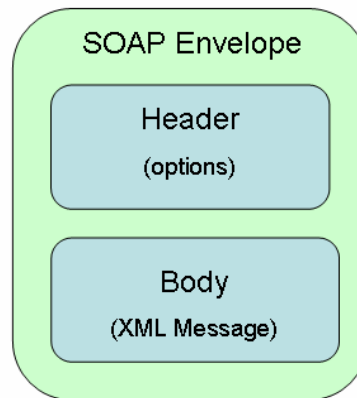 SOAP Envelope
Header
(options)
Body
(XML Message)